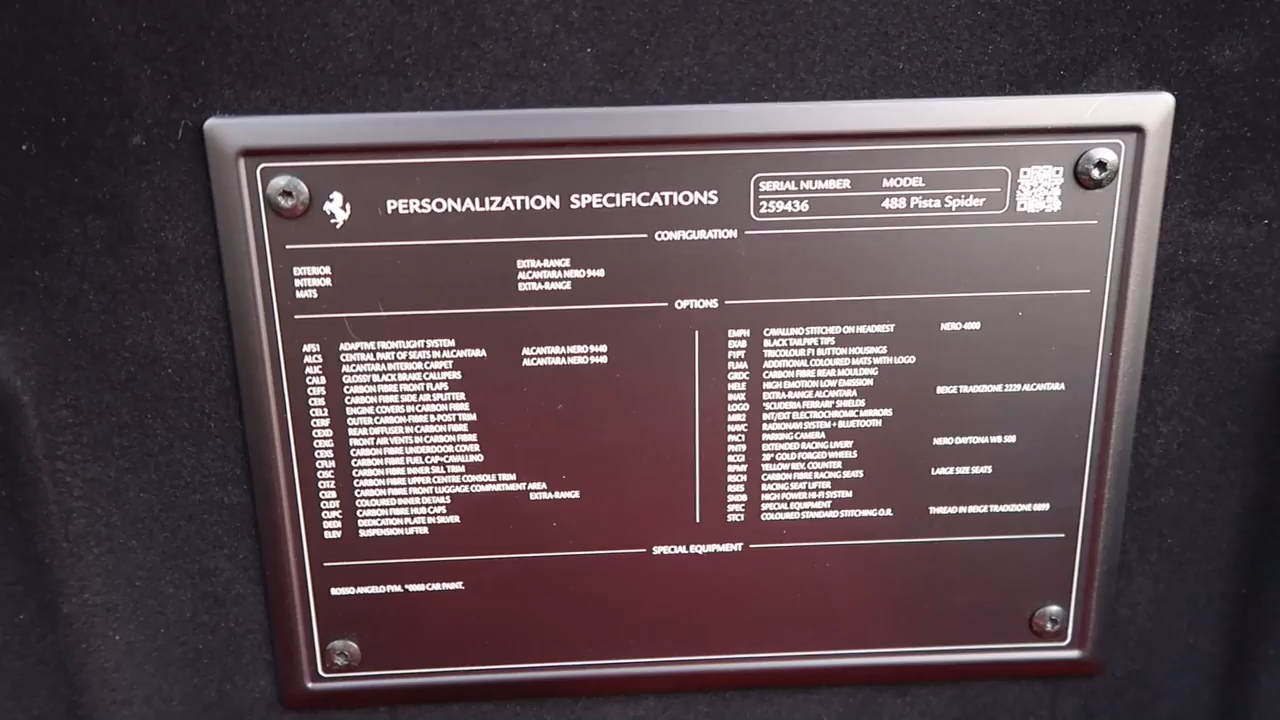 PERSONALIZATION SPECIFICATIONS
SERIAL NUMBER MODEL
259436 488 Pista Spider
CONFIGURATION
EXTERIOR EXTRA-RANGE
INTERIOR ALCANTARA NERO 9440
MATS EXTRA-RANGE
OPTIONS
AFS1 ADAPTIVE FRONTLIGHT SYSTEM
ALCS CENTRAL PART OF SEATS IN ALCANTARA ALCANTARA NERO 9440
ALIC ALCANTARA INTERIOR CARPET ALCANTARA NERO 9440
CALB GLOSSY BLACK BRAKE CALLIPERS
CEFS CARBON FIBRE FRONT FLAPS
CEIS CARBON FIBRE SIDE AIR SPLITTER
CEL2 ENGINE COVERS IN CARBON FIBRE
CERF OUTER CARBON-FIBRE B-POST TRIM
CEXD REAR DIFFUSER IN CARBON FIBRE
CEXG FRONT AIR VENTS IN CARBON FIBRE
CEXS CARBON FIBRE UNDERDOOR COVER
CFLH CARBON FIBRE FUEL CAP+CAVALLINO
CISC CARBON FIBRE INNER SILL TRIM
CITZ CARBON FIBRE UPPER CENTRE CONSOLE TRIM
CIZB CARBON FIBRE FRONT LUGGAGE COMPARTMENT AREA
CLDT COLOURED INNER DETAILS EXTRA-RANGE
CUPC CARBON FIBRE HUB CAPS
DEDI DEDICATION PLATE IN SILVER
ELEV SUSPENSION LIFTER
EMPH CAVALLINO STITCHED ON HEADREST NERO 4000
EXAB BLACK TAILPIPE TIPS
F1PT TRICOLOUR F1 BUTTON HOUSINGS
FLMA ADDITIONAL COLOURED MATS WITH LOGO
GRDC CARBON FIBRE REAR MOULDING
HELE HIGH EMOTION LOW EMISSION
INAX EXTRA-RANGE ALCANTARA BEIGE TRADIZIONE 2229 ALCANTARA
LOGO "SCUDERIA FERRARI" SHIELDS
MIR2 INT/EXT ELECTROCHROMIC MIRRORS
NAVC RADIONAVI SYSTEM + BLUETOOTH
PAC1 PARKING CAMERA
PNT9 EXTENDED RACING LIVERY NERO DAYTONA WB 508
RCGI 20" GOLD FORGED WHEELS
RPMY YELLOW REV. COUNTER
RSCH CARBON FIBRE RACING SEATS LARGE SIZE SEATS
RSES RACING SEAT LIFTER
SNDB HIGH POWER HI-FI SYSTEM
SPEC SPECIAL EQUIPMENT
STC1 COLOURED STANDARD STITCHING O.R. THREAD IN BEIGE TRADIZIONE 0899
SPECIAL EQUIPMENT
ROSSO ANGELO FYM. *0060 CAR PAINT.